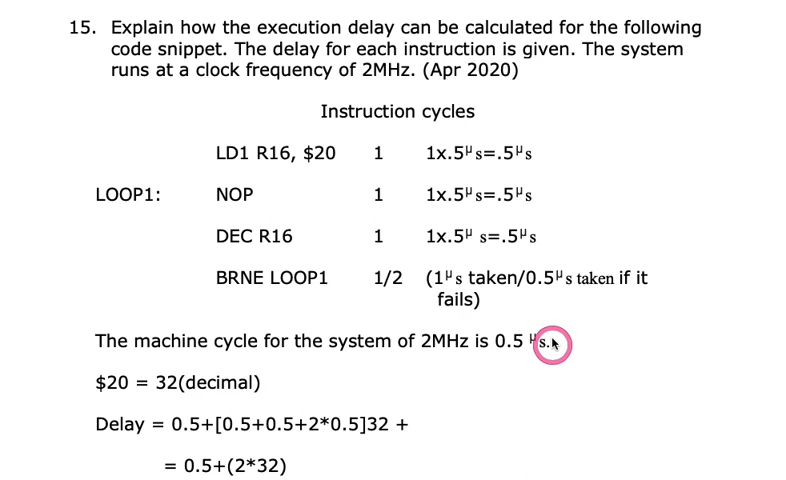 15. Explain how the execution delay can be calculated for the following
code snippet. The delay for each instruction is given. The system
runs at a clock frequency of 2MHz. (Apr 2020)
Instruction cycles
LD1 R16, $20 1 1x.5µs=.5µs
LOOP1: NOP 1 1x.5µs=.5µs
DEC R16 1 1x.5µ s=.5µs
BRNE LOOP1 1/2 (1µs taken/0.5µs taken if it
fails)
The machine cycle for the system of 2MHz is 0.5 µs.
$20 = 32(decimal)
Delay = 0.5+[0.5+0.5+2*0.5]32 +
= 0.5+(2*32)